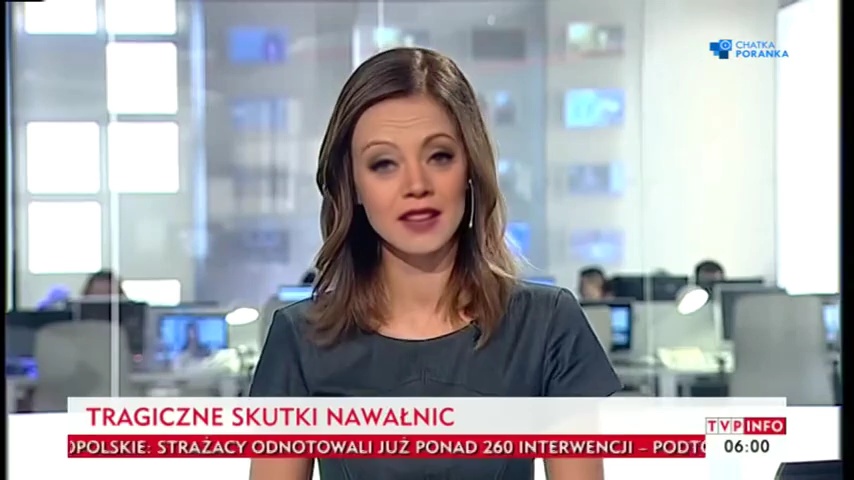 CHATKA
PORANKA
TRAGICZNE SKUTKI NAWAŁNIC
TVP INFO
OPOLSKIE: STRAŻACY ODNOTOWALI JUŻ PONAD 260 INTERWENCJI – PODTO
06:00